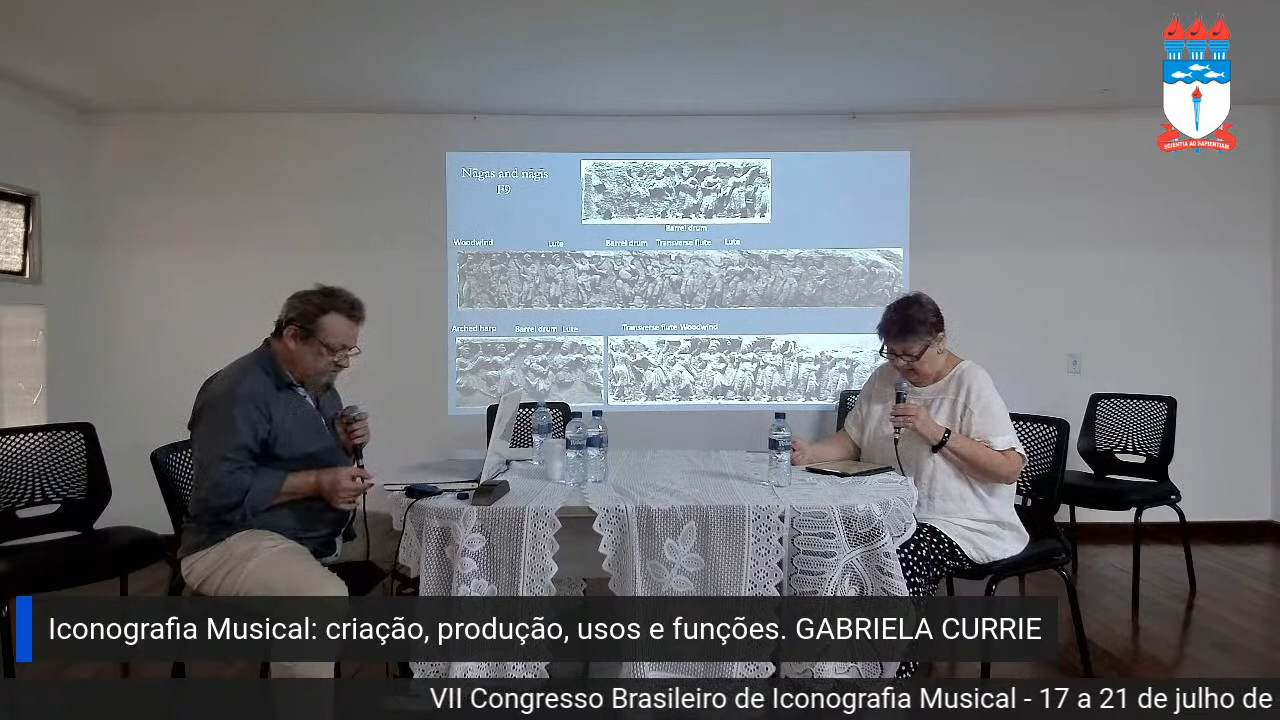 SCIENTIA AD SAPIENTIAM
Nāgas and nāgis
F9
Barrel drum
Woodwind Lute Barrel drum Transverse flute Lute
Arched harp Barrel drum Lute Transverse flute Woodwind
Iconografia Musical: criação, produção, usos e funções. GABRIELA CURRIE
VII Congresso Brasileiro de Iconografia Musical - 17 a 21 de julho de